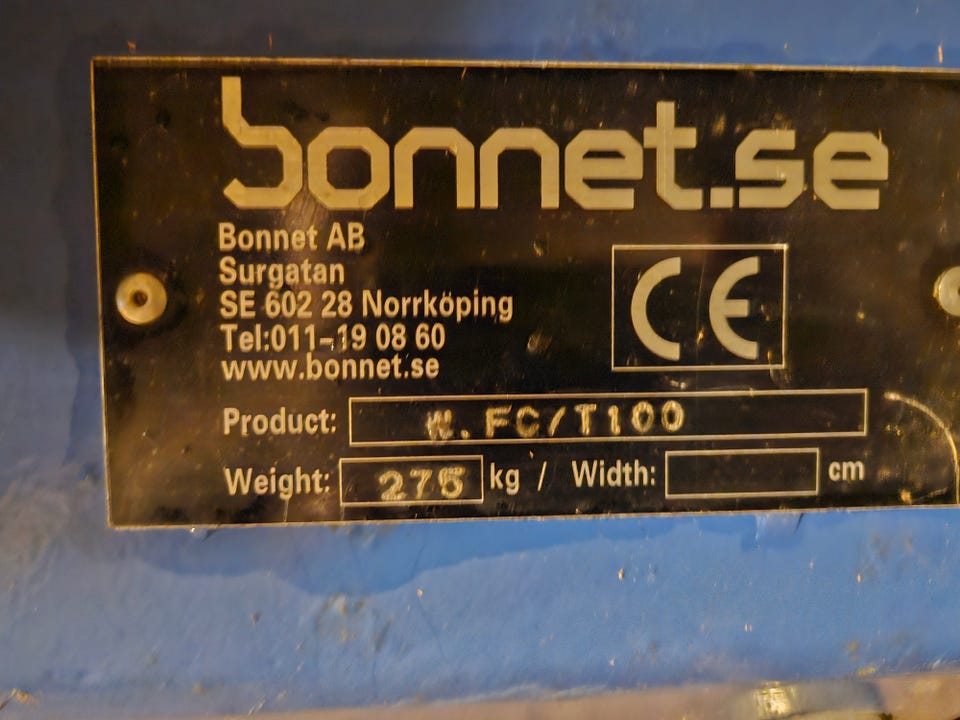 bonnet.se
Bonnet AB
Surgatan
SE 602 28 Norrköping
Tel:011-19 08 60
www.bonnet.se
CE
Product: FC/T100
Weight: 275 kg / Width: cm